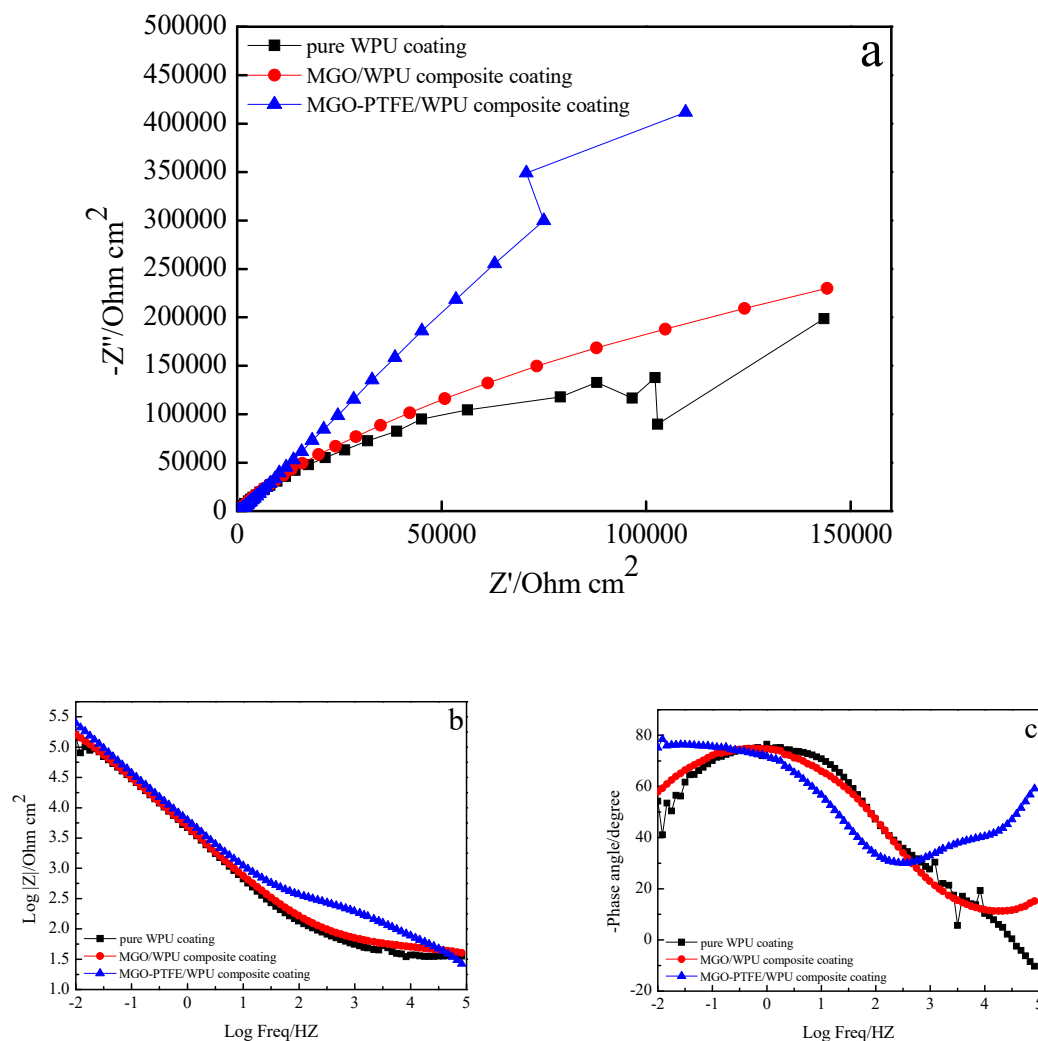 500000
450000
400000
350000
300000
250000
200000
150000
100000
50000
0
-Z''/Ohm cm2
pure WPU coating
MGO/WPU composite coating
MGO-PTFE/WPU composite coating
a
0 50000 100000 150000
Z'/Ohm cm2
5.5
5.0
4.5
4.0
3.5
3.0
2.5
2.0
1.5
1.0
Log |Z|/Ohm cm2
b
pure WPU coating
MGO/WPU composite coating
MGO-PTFE/WPU composite coating
-2 -1 0 1 2 3 4 5
Log Freq/HZ
80
60
40
20
0
-20
-Phase angle/degree
c
pure WPU coating
MGO/WPU composite coating
MGO-PTFE/WPU composite coating
-2 -1 0 1 2 3 4 5
Log Freq/HZ